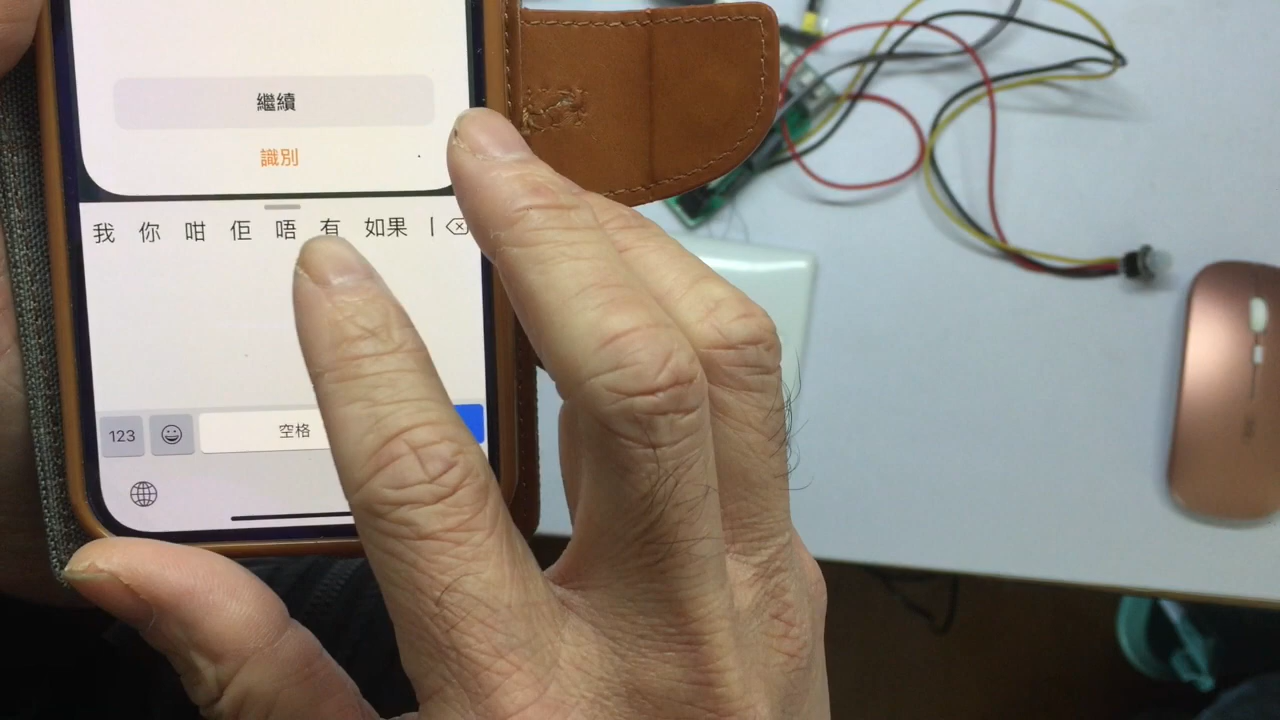 繼續
識別
我 你 咁 佢 唔 有 如果
123 空格